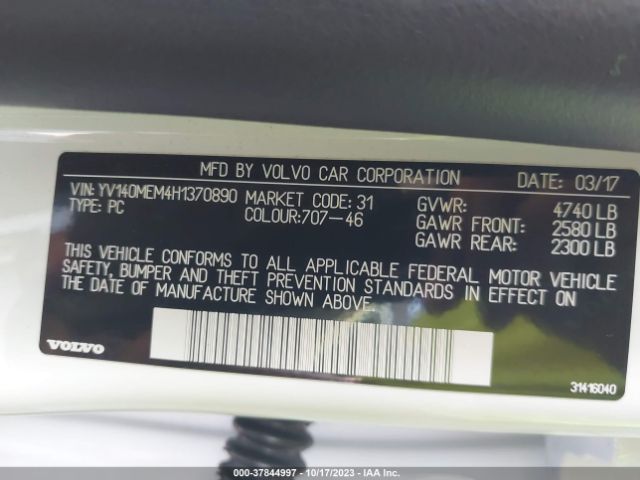 MFD BY VOLVO CAR CORPORATION DATE: 03/17
VIN: YV140MEM4H1370890 MARKET CODE: 31 GVWR: 4740 LB
TYPE: PC COLOUR:707-46 GAWR FRONT: 2580 LB
GAWR REAR: 2300 LB
THIS VEHICLE CONFORMS TO ALL APPLICABLE FEDERAL MOTOR VEHICLE
SAFETY, BUMPER AND THEFT PREVENTION STANDARDS IN EFFECT ON
THE DATE OF MANUFACTURE SHOWN ABOVE.
VOLVO 31416040
000-37844997 - 10/17/2023 - IAAI.COM